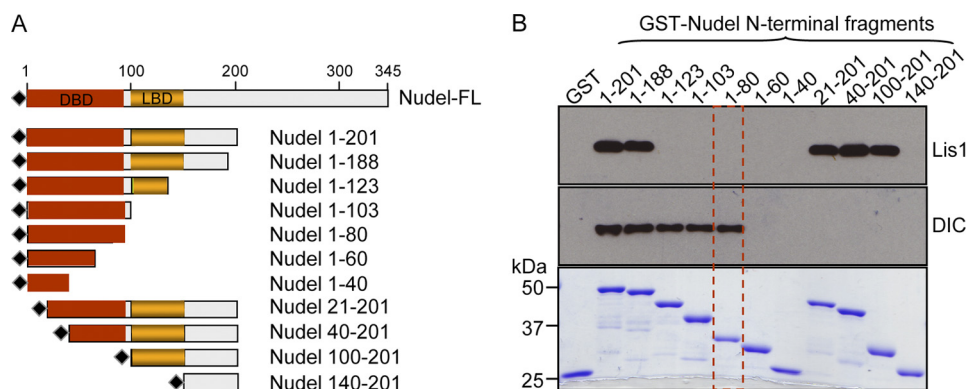 A
1 100 200 300 345
DBD LBD Nudel-FL
Nudel 1-201
Nudel 1-188
Nudel 1-123
Nudel 1-103
Nudel 1-80
Nudel 1-60
Nudel 1-40
Nudel 21-201
Nudel 40-201
Nudel 100-201
Nudel 140-201
B
GST-Nudel N-terminal fragments
GST 1-201 1-188 1-123 1-103 1-80 1-60 1-40 21-201 40-201 100-201 140-201
Lis1
DIC
kDa
50
37
25